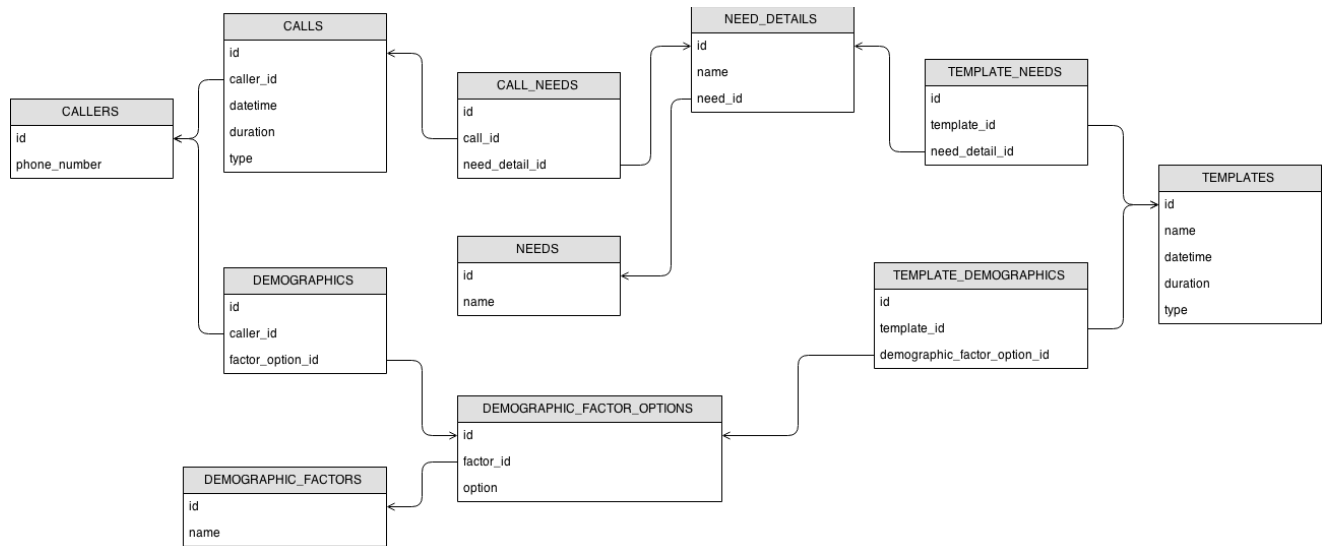 CALLS
id
caller_id
datetime
duration
type
NEED_DETAILS
id
name
need_id
CALL_NEEDS
id
call_id
need_detail_id
TEMPLATE_NEEDS
id
template_id
need_detail_id
CALLERS
id
phone_number
TEMPLATES
id
name
datetime
duration
type
NEEDS
id
name
DEMOGRAPHICS
id
caller_id
factor_option_id
TEMPLATE_DEMOGRAPHICS
id
template_id
demographic_factor_option_id
DEMOGRAPHIC_FACTOR_OPTIONS
id
factor_id
option
DEMOGRAPHIC_FACTORS
id
name